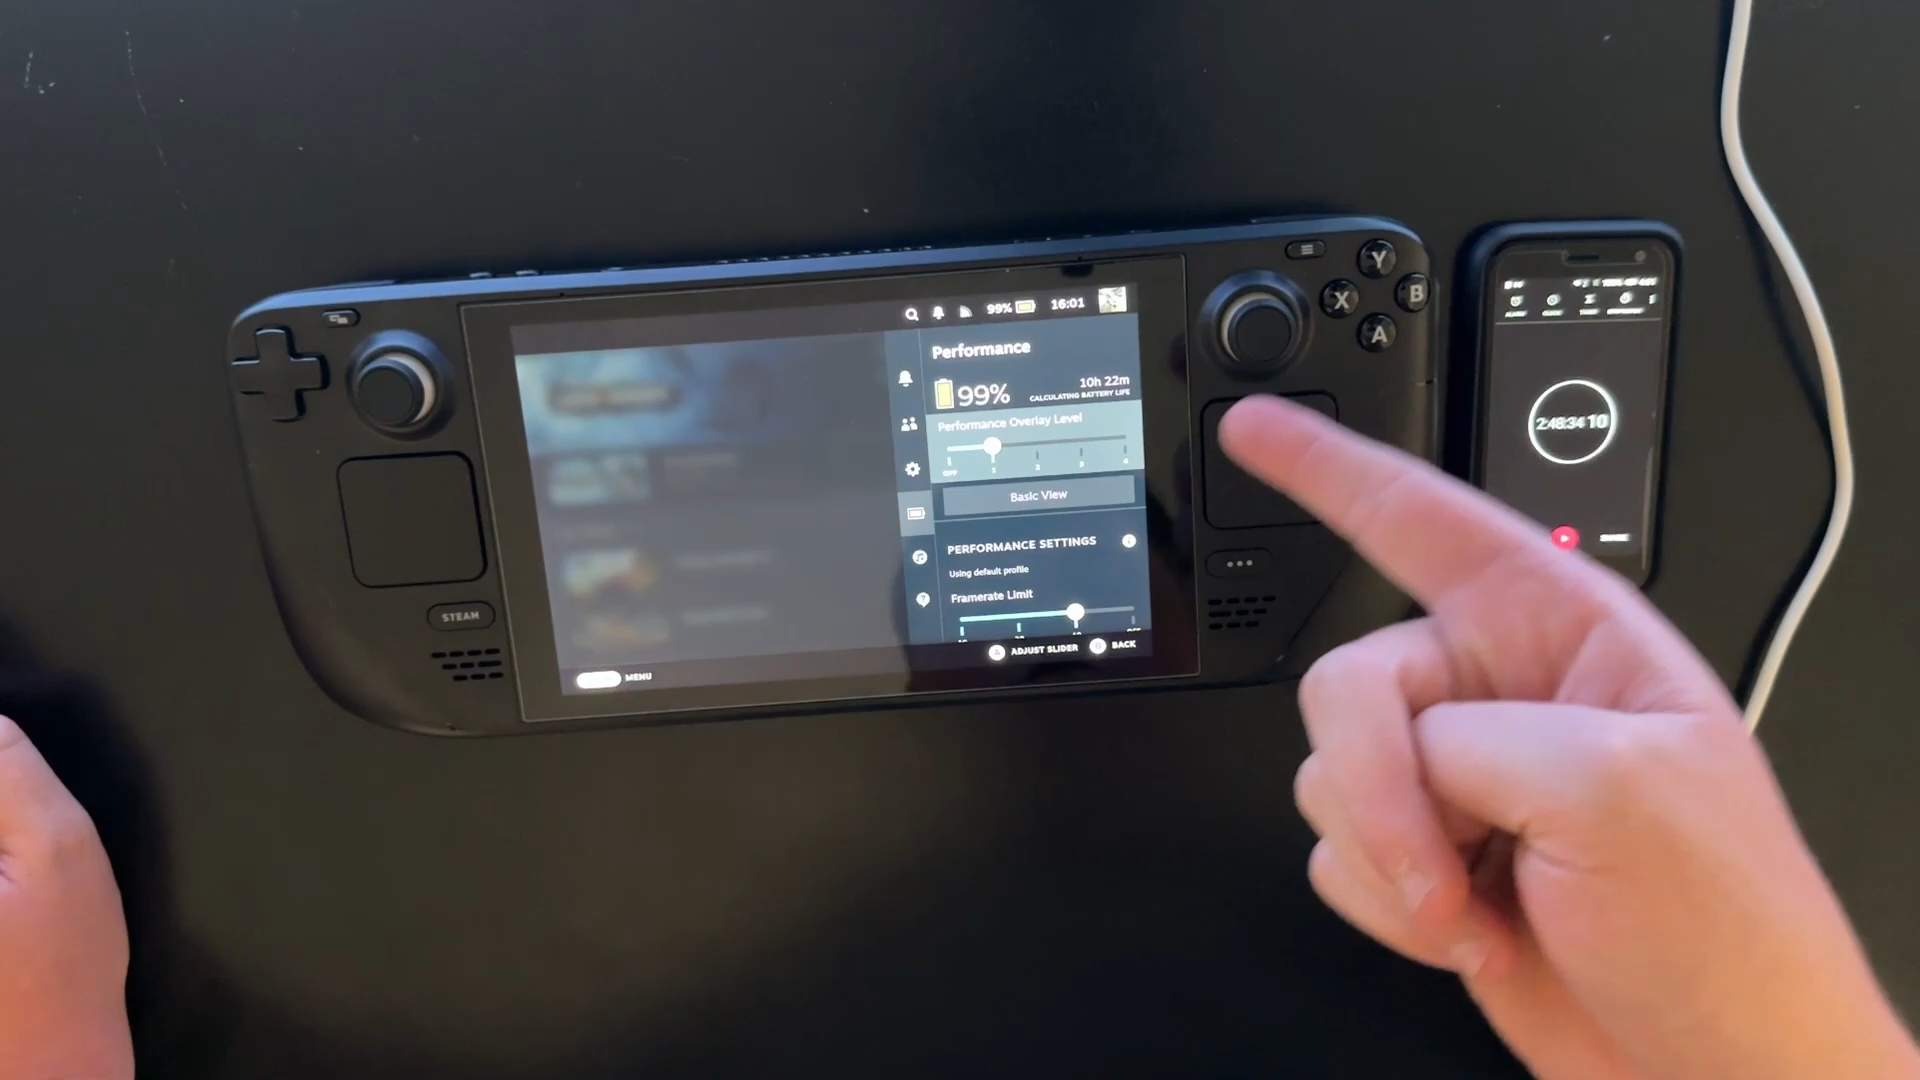 99% 16:01
Performance
99%
10h 22m
CALCULATING BATTERY LIFE
Performance Overlay Level
OFF 1 2 3 4
Basic View
PERFORMANCE SETTINGS
Using default profile
Framerate Limit
ADJUST SLIDER
BACK
MENU
STEAM
Y
X
B
A
2:48:34 10